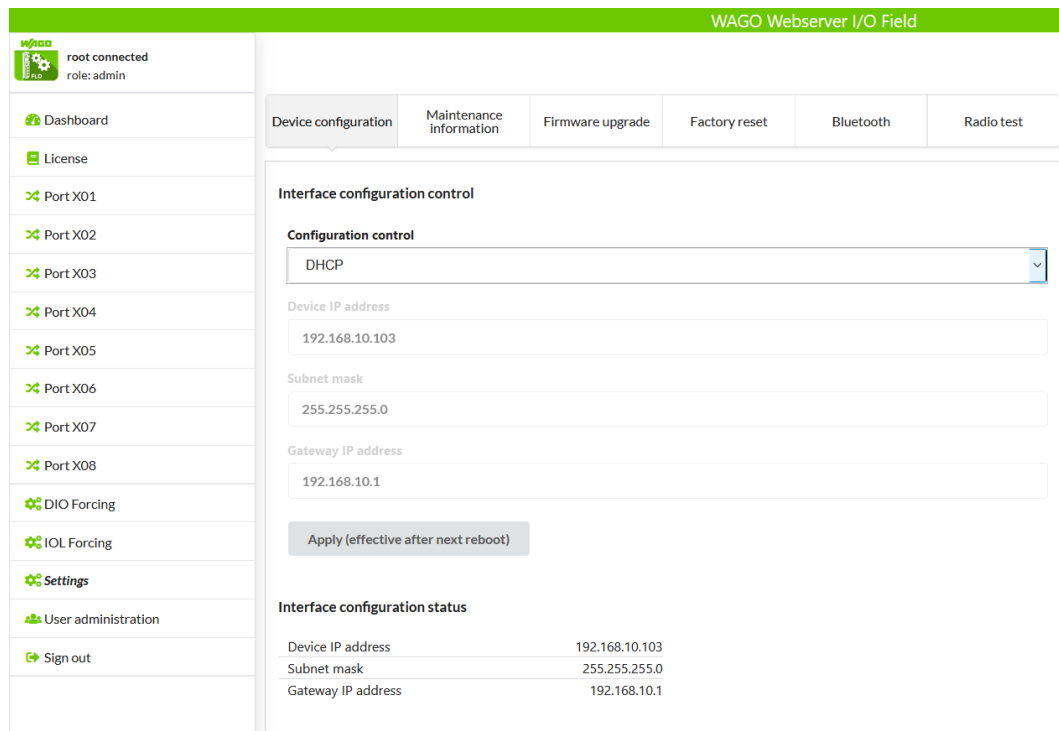 WAGO Webserver I/O Field
WAGO
FLD
root connected
role: admin
Dashboard
License
Port X01
Port X02
Port X03
Port X04
Port X05
Port X06
Port X07
Port X08
DIO Forcing
IOL Forcing
Settings
User administration
Sign out
Device configuration
Maintenance
information
Firmware upgrade
Factory reset
Bluetooth
Radio test
Interface configuration control
Configuration control
DHCP
Device IP address
192.168.10.103
Subnet mask
255.255.255.0
Gateway IP address
192.168.10.1
Apply (effective after next reboot)
Interface configuration status
Device IP address 192.168.10.103
Subnet mask 255.255.255.0
Gateway IP address 192.168.10.1